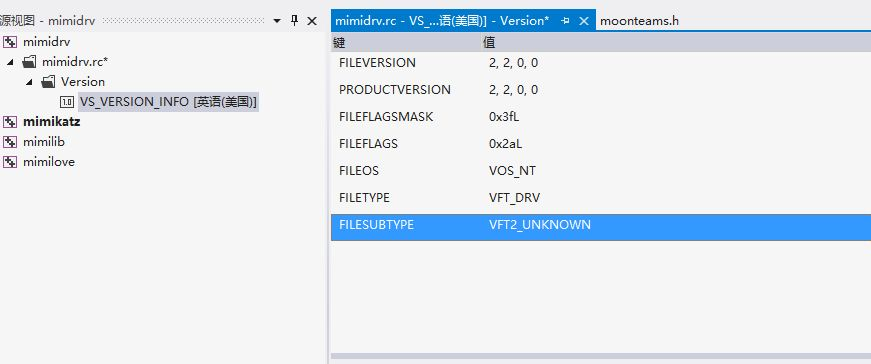 源视图 - mimidrv
mimidrv
mimidrv.rc*
Version
VS_VERSION_INFO [英语(美国)]
mimikatz
mimilib
mimilove
mimidrv.rc - VS_...语(美国)] - Version*
moonteams.h
键 值
FILEVERSION 2, 2, 0, 0
PRODUCTVERSION 2, 2, 0, 0
FILEFLAGSMASK 0x3fL
FILEFLAGS 0x2aL
FILEOS VOS_NT
FILETYPE VFT_DRV
FILESUBTYPE VFT2_UNKNOWN